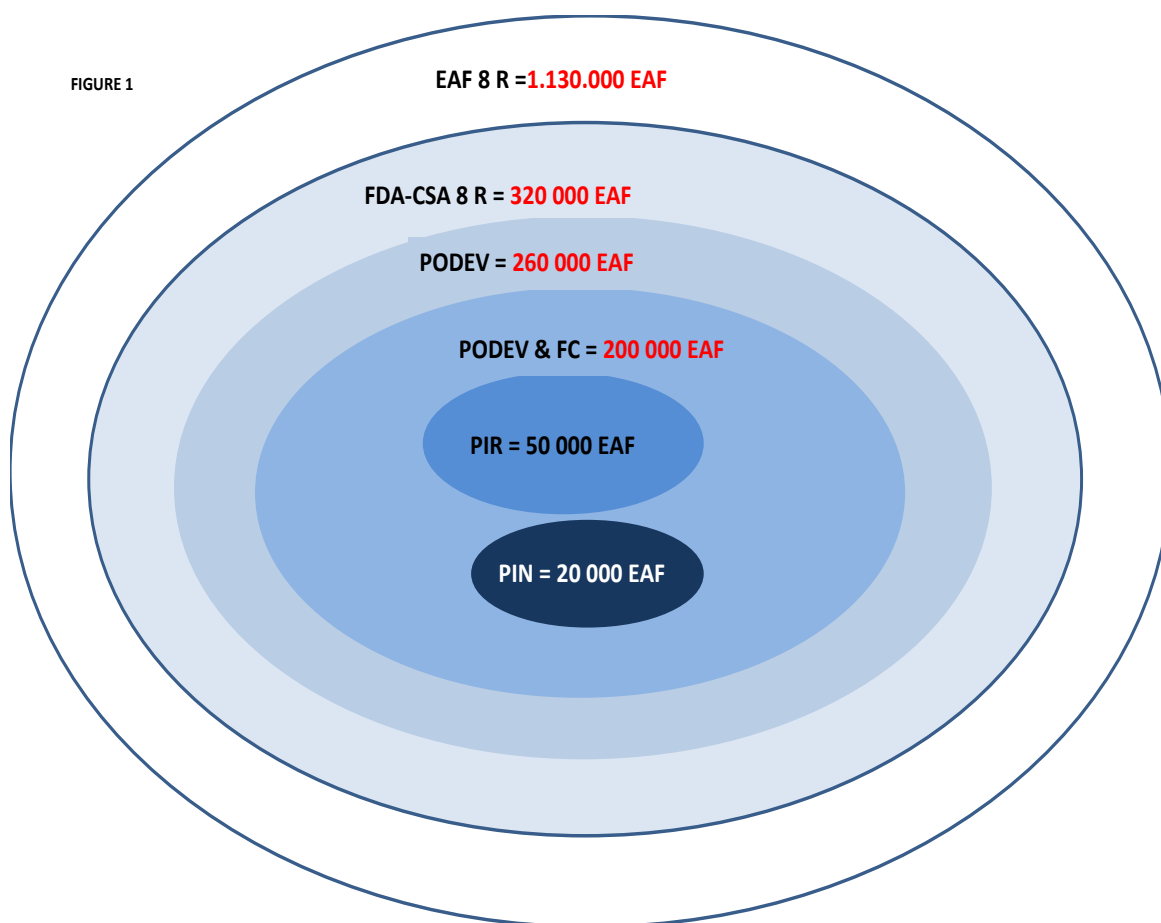 FIGURE 1
EAF 8 R =1.130.000 EAF
FDA-CSA 8 R = 320 000 EAF
PODEV = 260 000 EAF
PODEV & FC = 200 000 EAF
PIR = 50 000 EAF
PIN = 20 000 EAF